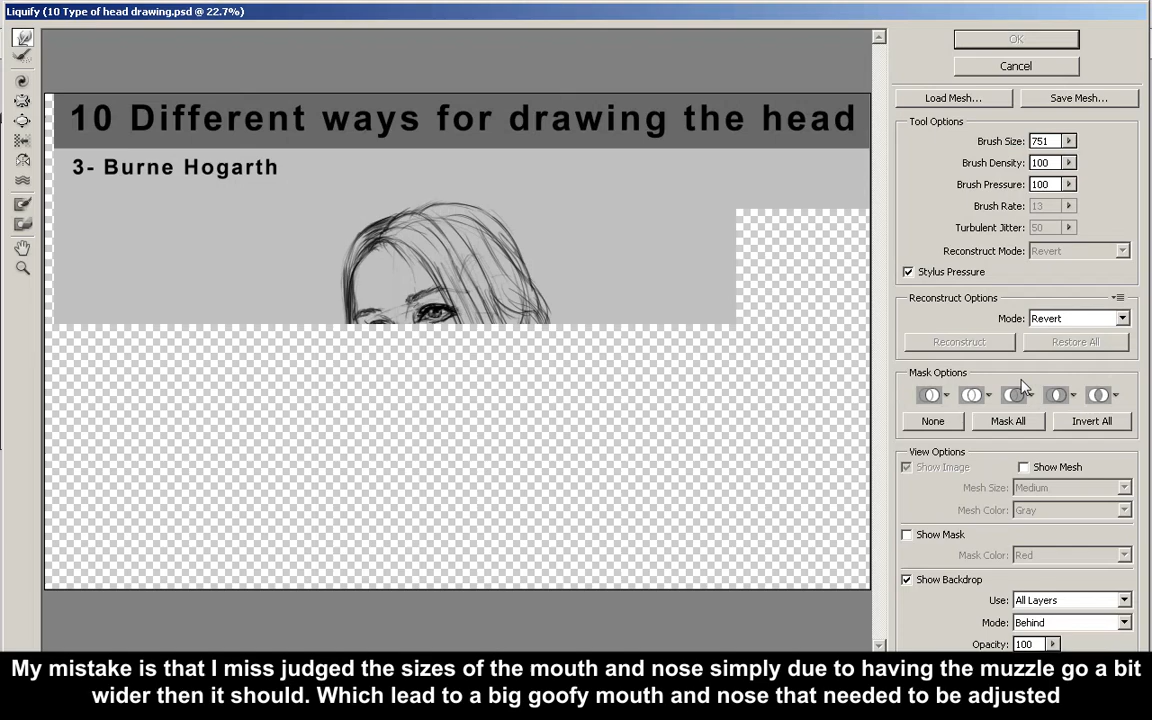 Liquify (10 Type of head drawing.psd @ 22.7%)
OK
Cancel
Load Mesh... Save Mesh...
10 Different ways for drawing the head
3- Burne Hogarth
Tool Options
Brush Size: 751
Brush Density: 100
Brush Pressure: 100
Brush Rate: 13
Turbulent Jitter: 50
Reconstruct Mode: Revert
Stylus Pressure
Reconstruct Options
Mode: Revert
Reconstruct Restore All
Mask Options
None Mask All Invert All
View Options
Show Image Show Mesh
Mesh Size: Medium
Mesh Color: Gray
Show Mask
Mask Color: Red
Show Backdrop
Use: All Layers
Mode: Behind
Opacity: 100
My mistake is that I miss judged the sizes of the mouth and nose simply due to having the muzzle go a bit
wider then it should. Which lead to a big goofy mouth and nose that needed to be adjusted